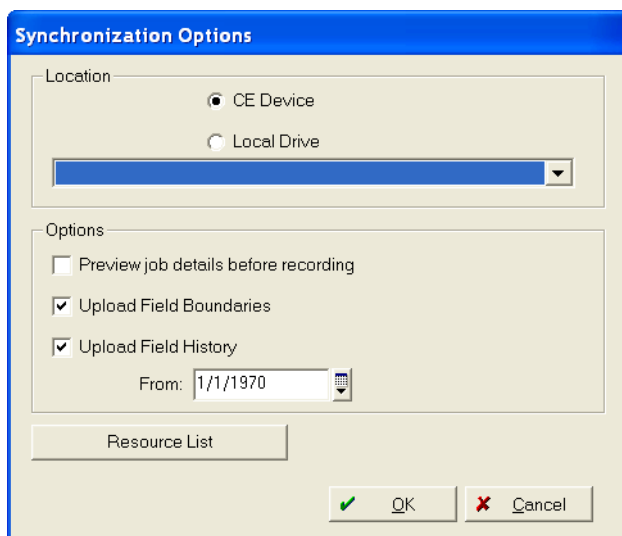 Synchronization Options
Location
CE Device
Local Drive
Options
Preview job details before recording
Upload Field Boundaries
Upload Field History
From: 1/1/1970
Resource List
OK Cancel